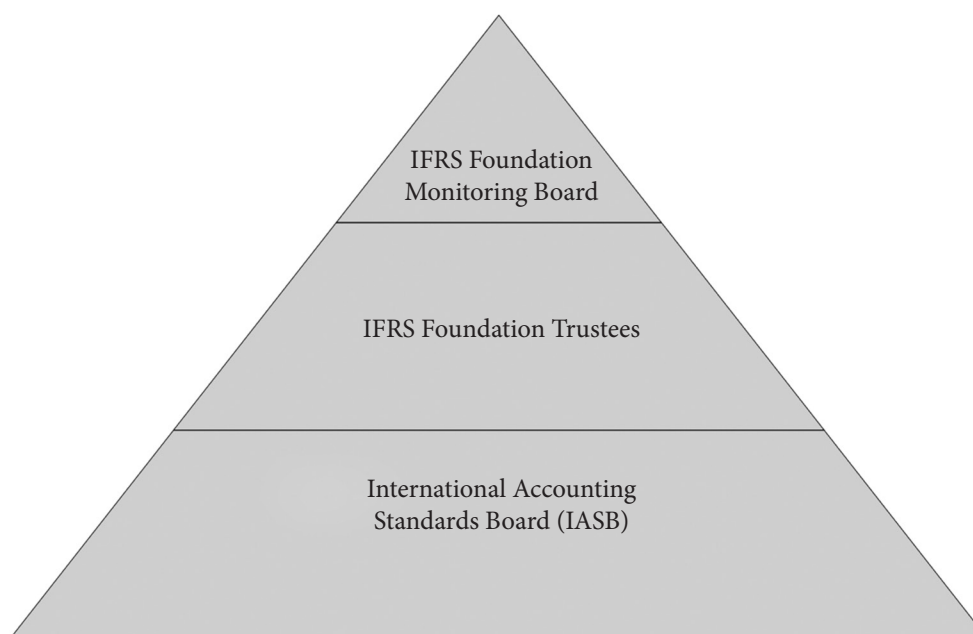 IFRS Foundation
Monitoring Board
IFRS Foundation Trustees
International Accounting
Standards Board (IASB)